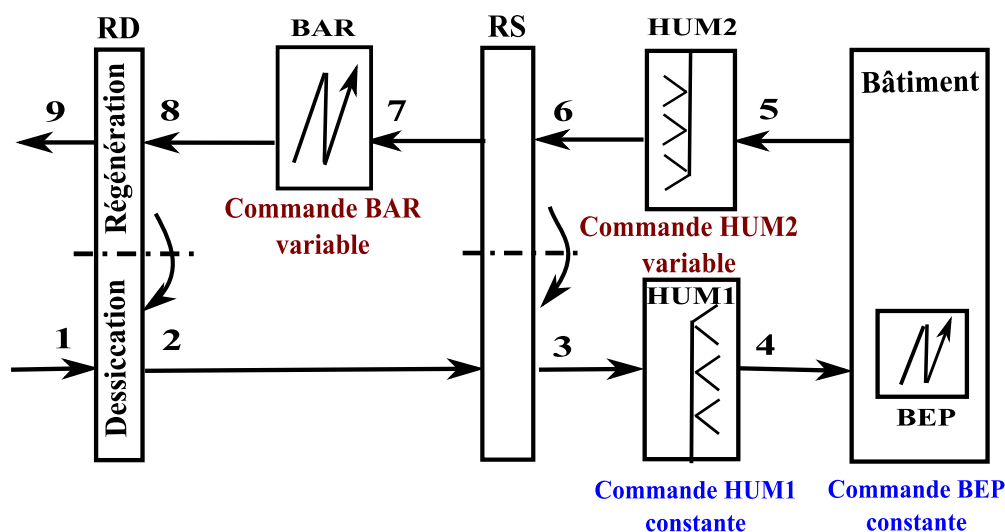 RD
BAR
RS
HUM2
Bâtiment
9
8
7
6
5
Régénération
Commande BAR
variable
Commande HUM2
variable
HUM1
1
2
3
4
Dessiccation
BEP
Commande HUM1
constante
Commande BEP
constante